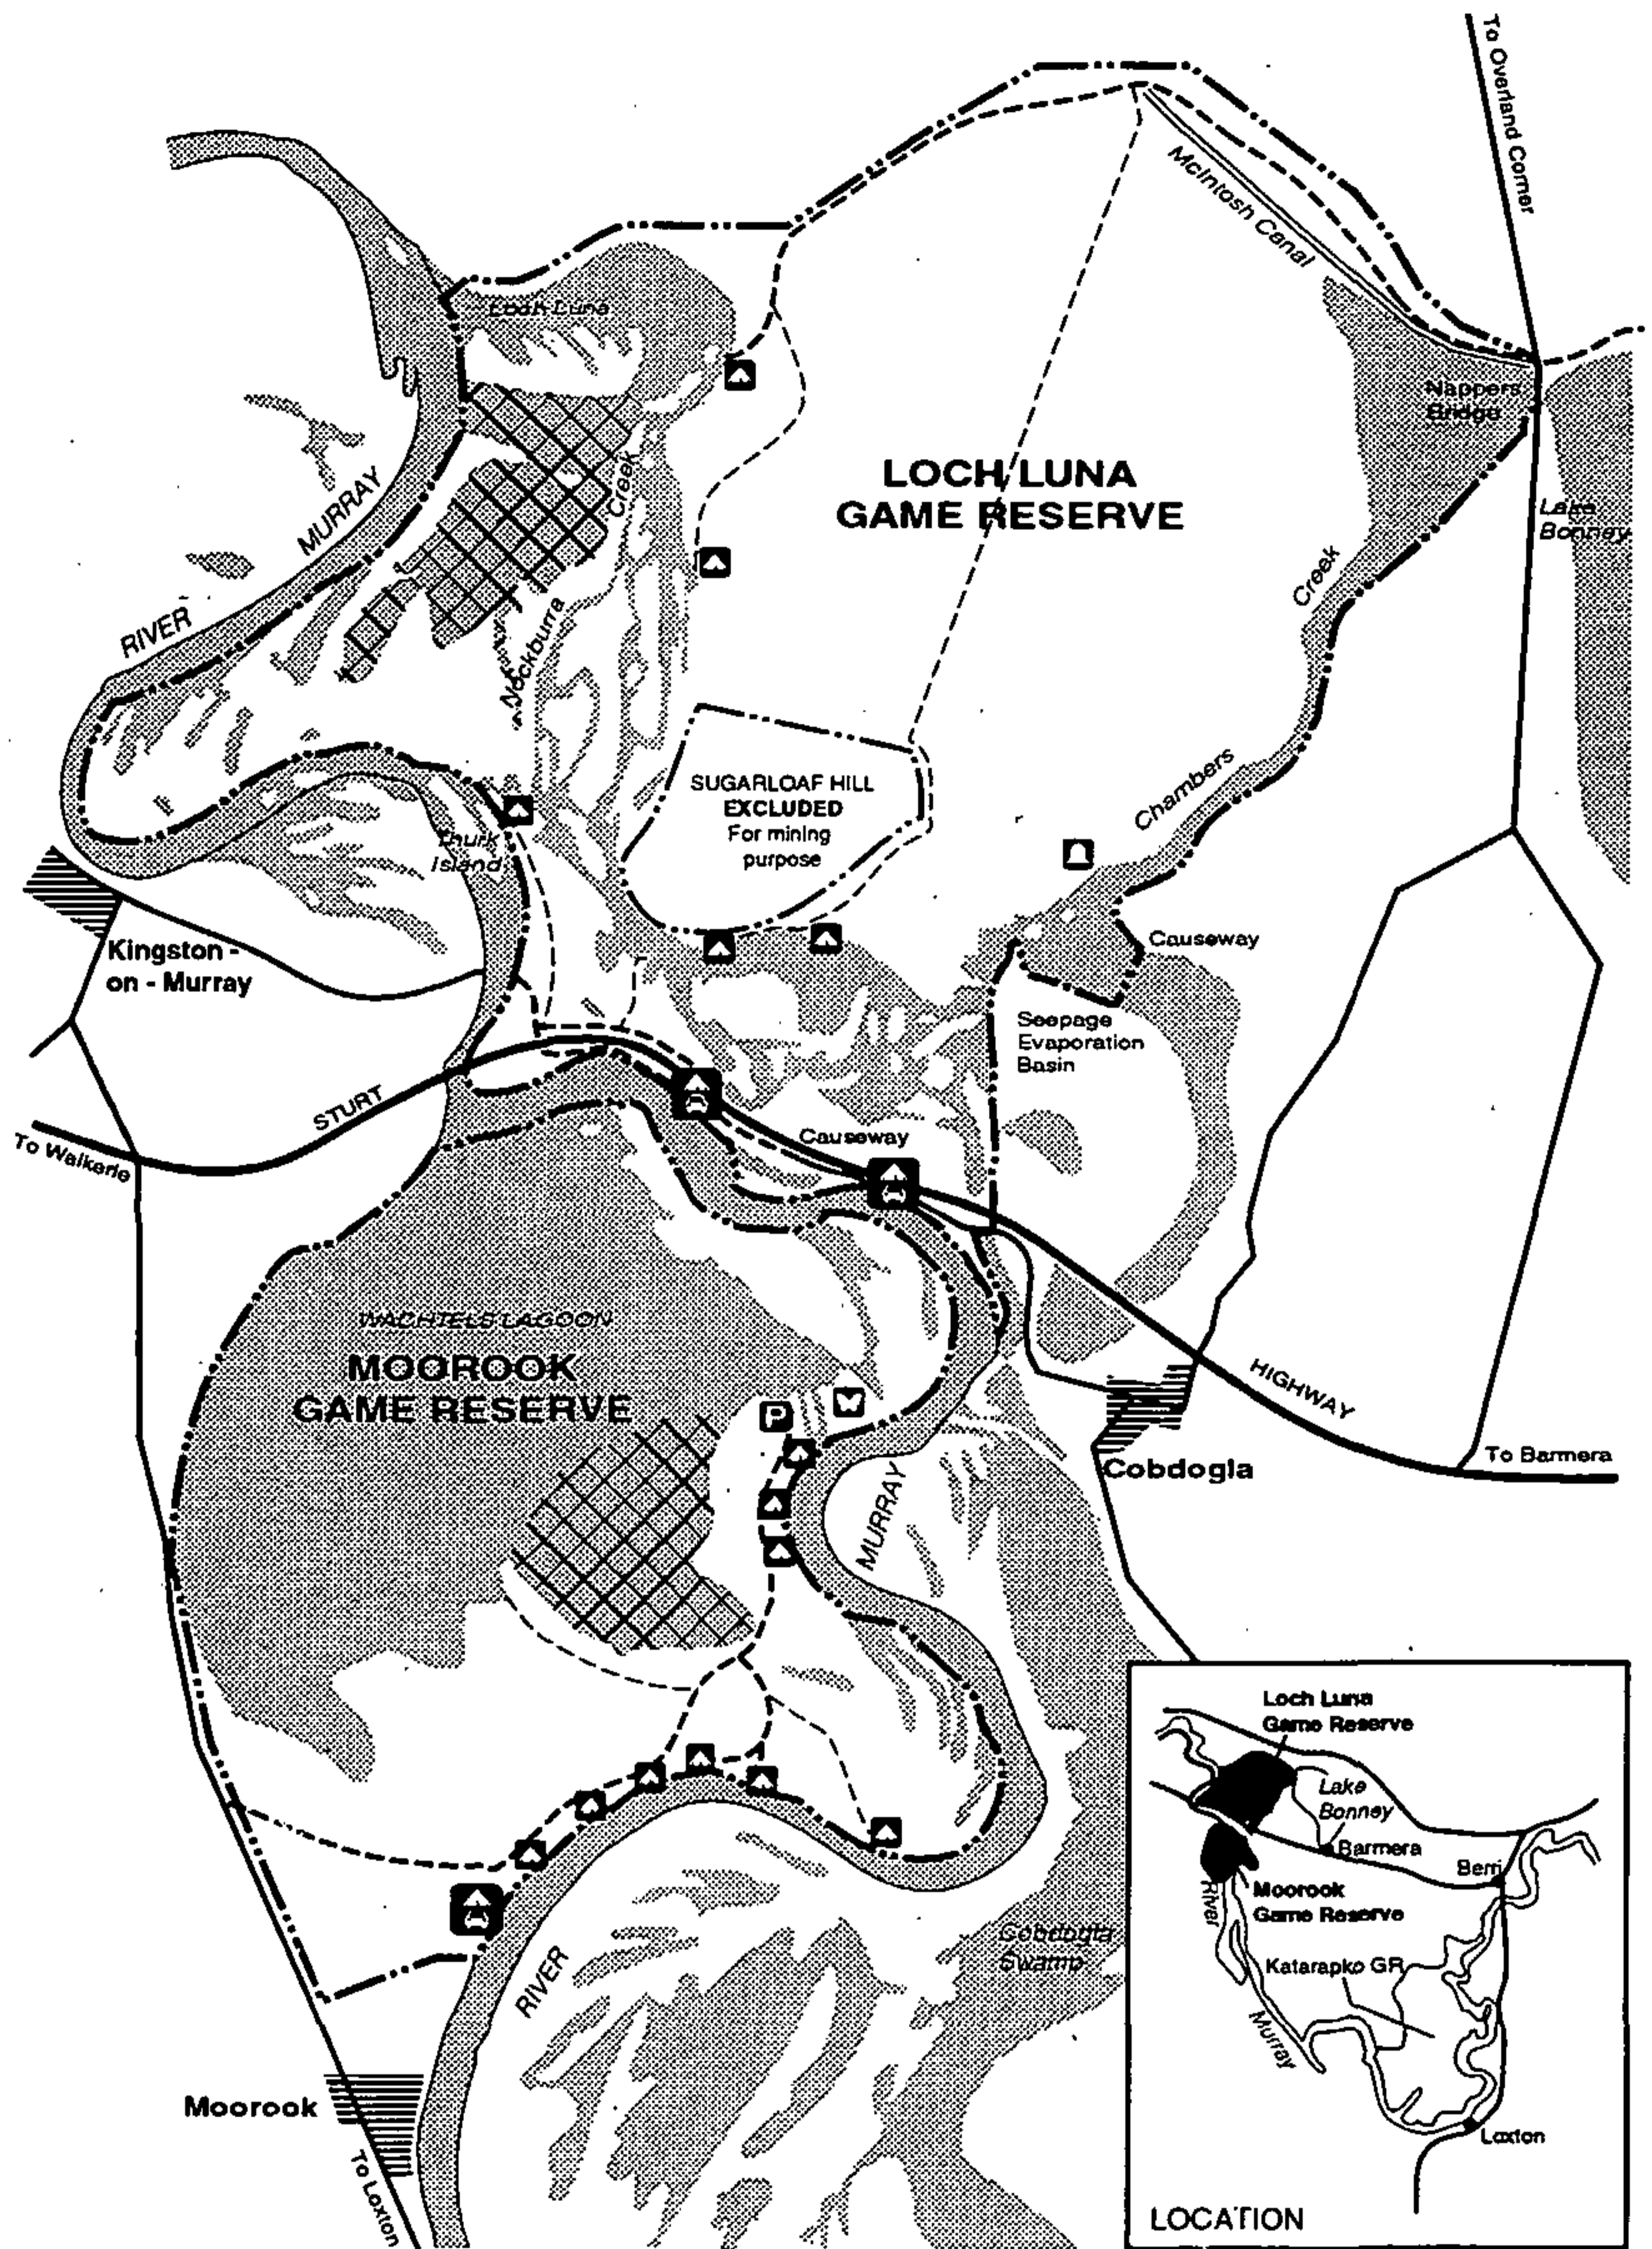 To Overland Corner
McIntosh Canal
Loch Luna
Nappers
Bridge
LOCH LUNA
GAME RESERVE
Lake
Bonney
MURRAY
RIVER
Creek
Nockburra
Creek
Chambers
SUGARLOAF HILL
EXCLUDED
For mining
purpose
Thurk
Island
Kingston -
on - Murray
Causeway
Seepage
Evaporation
Basin
STURT
To Waikerie
Causeway
WACHTELS LAGOON
MOOROOK
GAME RESERVE
P
W
HIGHWAY
To Barmera
Cobdogla
MURRAY
RIVER
Cobdogla
Swamp
Moorook
To Loxton
Loch Luna
Game Reserve
Lake
Bonney
Barmera
Berri
River
Moorook
Game Reserve
Katarapko GR
Murray
Loxton
LOCATION